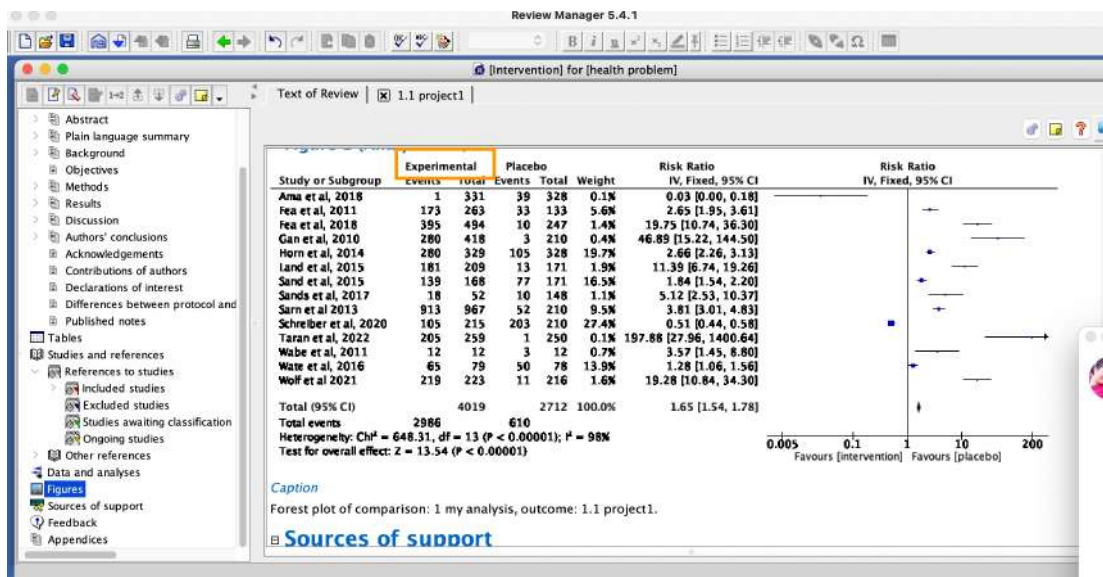 Review Manager 5.4.1
[Intervention] for [health problem]
Text of Review
1.1 project1
Abstract
Plain language summary
Background
Objectives
Methods
Results
Discussion
Authors' conclusions
Acknowledgements
Contributions of authors
Declarations of interest
Differences between protocol and
Published notes
Tables
Studies and references
References to studies
Included studies
Excluded studies
Studies awaiting classification
Ongoing studies
Other references
Data and analyses
Figures
Sources of support
Feedback
Appendices
Experimental Placebo Risk Ratio Risk Ratio
Study or Subgroup Events Total Events Total Weight IV, Fixed, 95% CI IV, Fixed, 95% CI
Ama et al, 2018 1 331 39 328 0.1% 0.03 [0.00, 0.18]
Fea et al, 2011 173 263 33 133 5.6% 2.65 [1.95, 3.61]
Fea et al, 2018 395 494 10 247 1.4% 19.75 [10.74, 36.30]
Gan et al, 2010 280 418 3 210 0.4% 46.89 [15.22, 144.50]
Horn et al, 2014 280 329 105 328 19.7% 2.66 [2.26, 3.13]
Land et al, 2015 181 209 13 171 1.9% 11.39 [6.74, 19.26]
Sand et al, 2015 139 168 77 171 16.5% 1.84 [1.54, 2.20]
Sands et al, 2017 18 52 10 148 1.1% 5.12 [2.53, 10.37]
Sarn et al 2013 913 967 52 210 9.5% 3.81 [3.01, 4.83]
Schreiber et al, 2020 105 215 203 210 27.4% 0.51 [0.44, 0.58]
Taran et al, 2022 205 259 1 250 0.1% 197.88 [27.96, 1400.64]
Wabe et al, 2011 12 12 3 12 0.7% 3.57 [1.45, 8.80]
Wate et al, 2016 65 79 50 78 13.9% 1.28 [1.06, 1.56]
Wolf et al 2021 219 223 11 216 1.6% 19.28 [10.84, 34.30]
Total (95% CI) 4019 2712 100.0% 1.65 [1.54, 1.78]
Total events 2986 610
Heterogeneity: Chi² = 648.31, df = 13 (P < 0.00001); I² = 98%
Test for overall effect: Z = 13.54 (P < 0.00001)
0.005 0.1 1 10 200
Favours [intervention] Favours [placebo]
Caption
Forest plot of comparison: 1 my analysis, outcome: 1.1 project1.
Sources of support